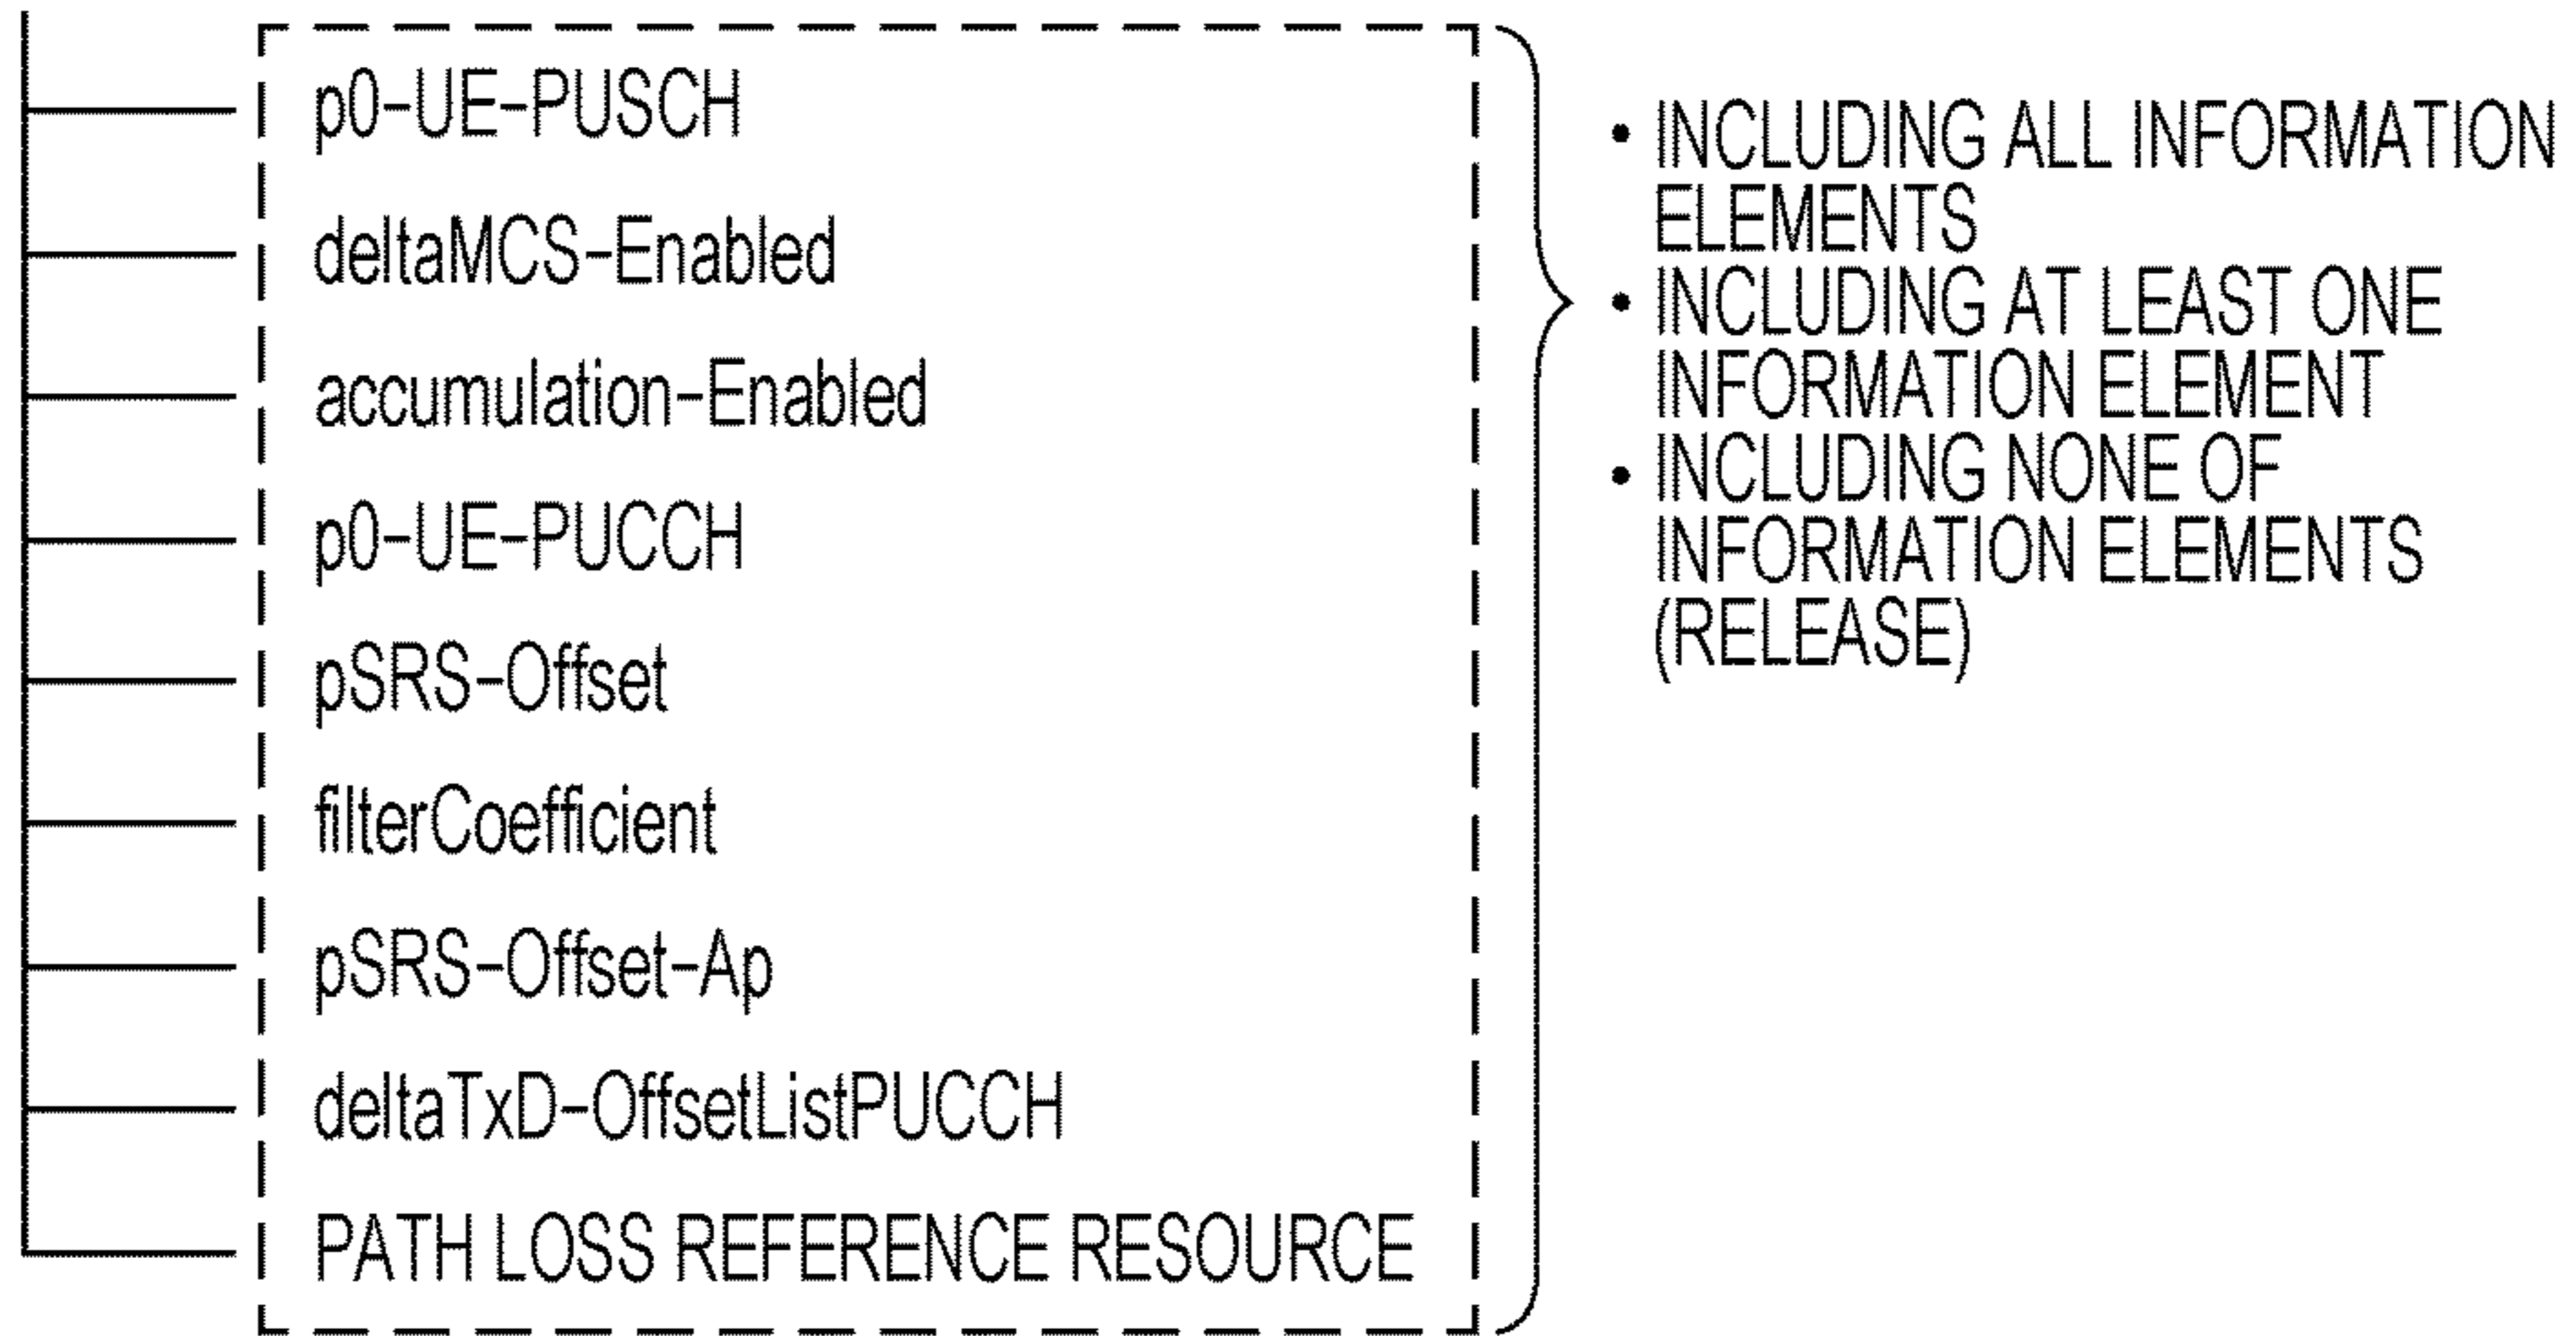 p0-UE-PUSCH
deltaMCS-Enabled
accumulation-Enabled
p0-UE-PUCCH
pSRS-Offset
filterCoefficient
pSRS-Offset-Ap
deltaTxD-OffsetListPUCCH
PATH LOSS REFERENCE RESOURCE
• INCLUDING ALL INFORMATION
ELEMENTS
• INCLUDING AT LEAST ONE
INFORMATION ELEMENT
• INCLUDING NONE OF
INFORMATION ELEMENTS
(RELEASE)